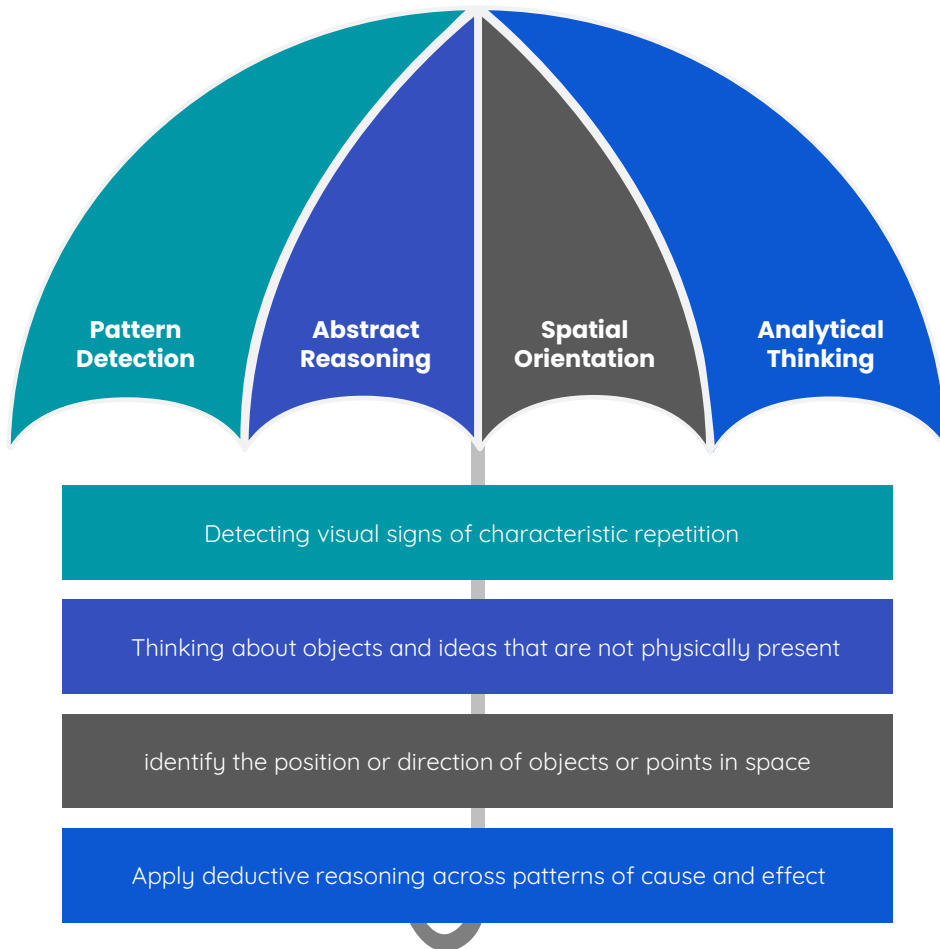 Pattern
Detection
Abstract
Reasoning
Spatial
Orientation
Analytical
Thinking
Detecting visual signs of characteristic repetition
Thinking about objects and ideas that are not physically present
identify the position or direction of objects or points in space
Apply deductive reasoning across patterns of cause and effect